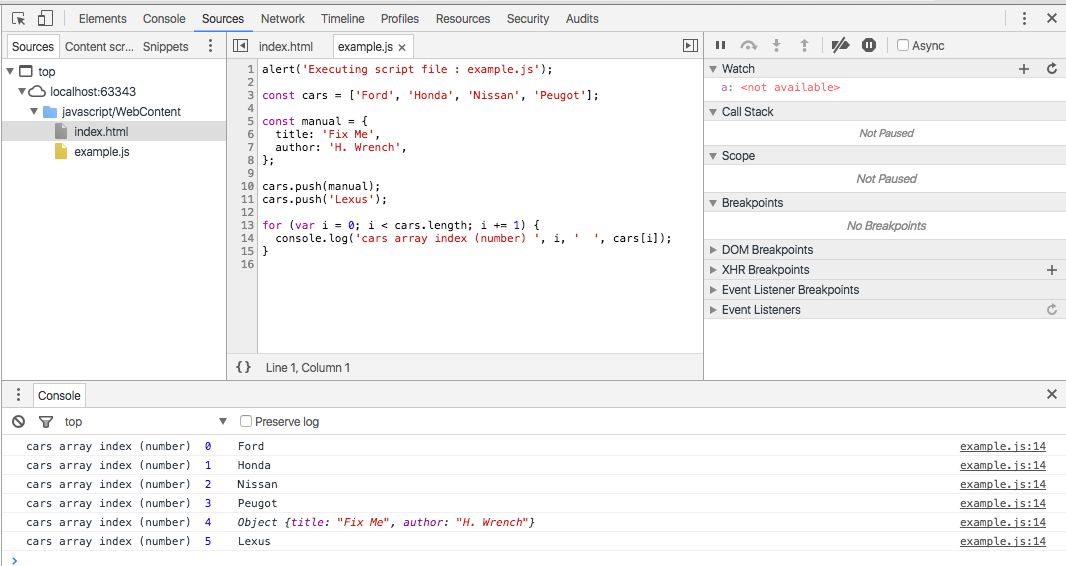 Elements Console Sources Network Timeline Profiles Resources Security Audits
Sources Content scr... Snippets
index.html example.js ×
Async
top
localhost:63343
javascript/WebContent
index.html
example.js
1 alert('Executing script file : example.js');
2
3 const cars = ['Ford', 'Honda', 'Nissan', 'Peugot'];
4
5 const manual = {
6   title: 'Fix Me',
7   author: 'H. Wrench',
8 };
9
10 cars.push(manual);
11 cars.push('Lexus');
12
13 for (var i = 0; i < cars.length; i += 1) {
14   console.log('cars array index (number) ', i, '  ', cars[i]);
15 }
16
{} Line 1, Column 1
Watch
a: <not available>
Call Stack
Not Paused
Scope
Not Paused
Breakpoints
No Breakpoints
DOM Breakpoints
XHR Breakpoints
Event Listener Breakpoints
Event Listeners
Console
top Preserve log
cars array index (number) 0 Ford example.js:14
cars array index (number) 1 Honda example.js:14
cars array index (number) 2 Nissan example.js:14
cars array index (number) 3 Peugot example.js:14
cars array index (number) 4 Object {title: "Fix Me", author: "H. Wrench"} example.js:14
cars array index (number) 5 Lexus example.js:14
>